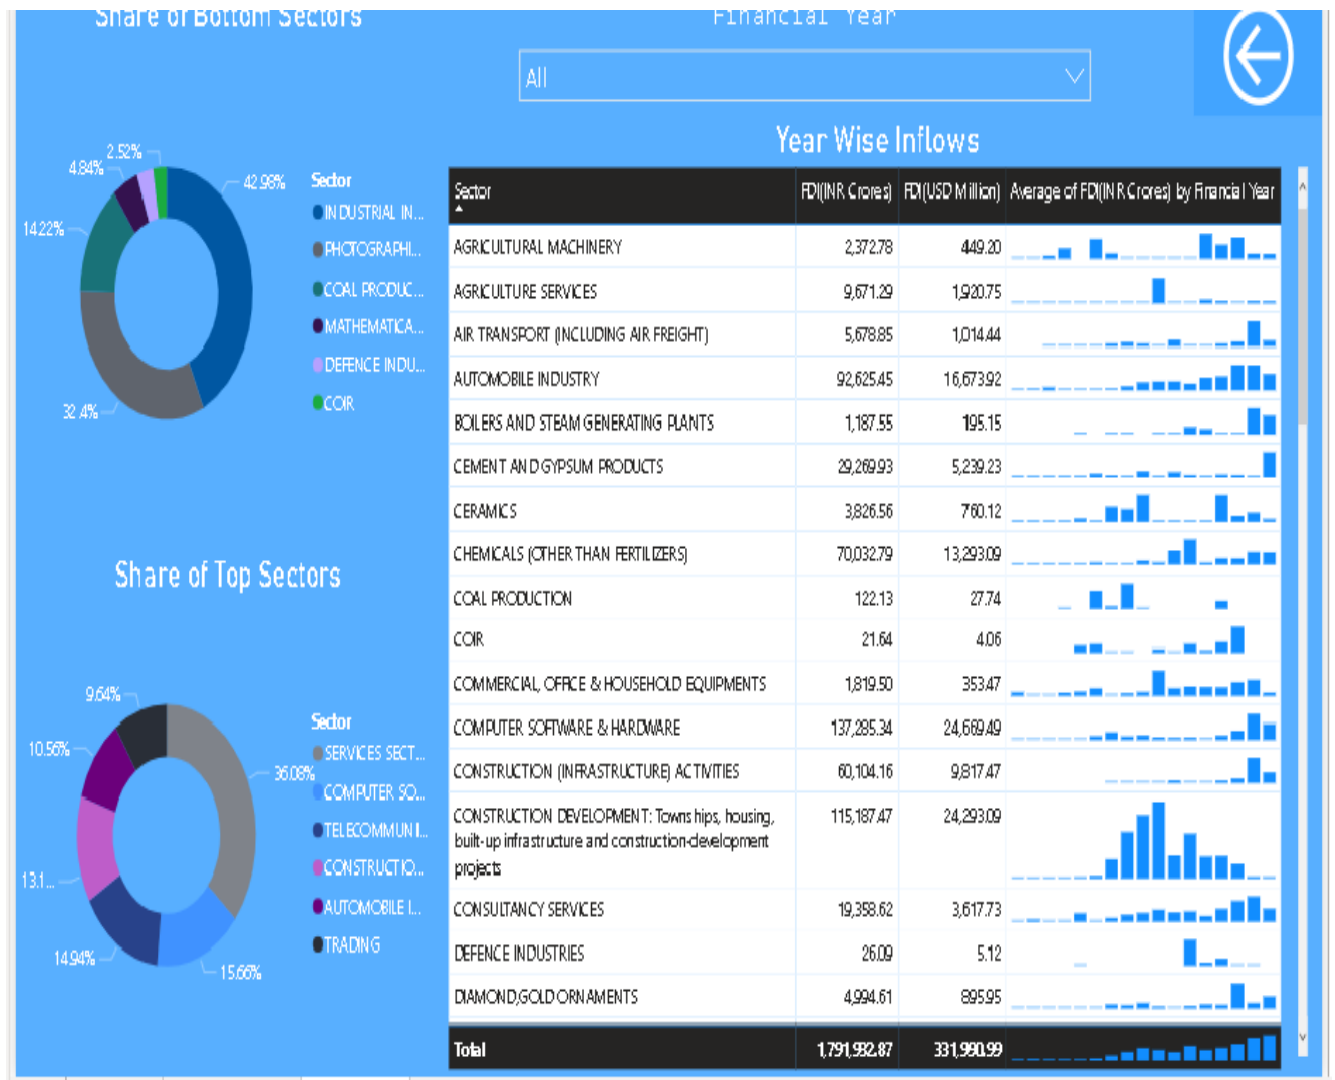 Share of Bottom Sectors
Financial Year
All
Year Wise Inflows
2.52%
4.84%
42.98%
14.22%
32.4%
Sector
INDUSTRIAL IN...
PHOTOGRAPHI...
COAL PRODUC...
MATHEMATICA...
DEFENCE INDU...
COIR
Share of Top Sectors
9.64%
10.56%
36.08%
13.1...
14.94%
15.66%
Sector
SERVICES SECT...
COMPUTER SO...
TELECOMMUNI...
CONSTRUCTIO...
AUTOMOBILE I...
TRADING
Sector FDI(INR Crores) FDI(USD Million) Average of FDI(INR Crores) by Financial Year
AGRICULTURAL MACHINERY 2,372.78 449.20
AGRICULTURE SERVICES 9,671.29 1,920.75
AIR TRANSPORT (INCLUDING AIR FREIGHT) 5,678.85 1,014.44
AUTOMOBILE INDUSTRY 92,625.45 16,673.92
BOILERS AND STEAM GENERATING PLANTS 1,187.55 195.15
CEMENT AND GYPSUM PRODUCTS 29,269.93 5,239.23
CERAMICS 3,826.56 760.12
CHEMICALS (OTHER THAN FERTILIZERS) 70,032.79 13,293.09
COAL PRODUCTION 122.13 27.74
COIR 21.64 4.06
COMMERCIAL, OFFICE & HOUSEHOLD EQUIPMENTS 1,819.50 353.47
COMPUTER SOFTWARE & HARDWARE 137,285.34 24,669.49
CONSTRUCTION (INFRASTRUCTURE) ACTIVITIES 60,104.16 9,817.47
CONSTRUCTION DEVELOPMENT: Townships, housing, 115,187.47 24,293.09
built-up infrastructure and construction-development
projects
CONSULTANCY SERVICES 19,358.62 3,617.73
DEFENCE INDUSTRIES 26.09 5.12
DIAMOND,GOLD ORNAMENTS 4,994.61 895.95
Total 1,791,932.87 331,990.99